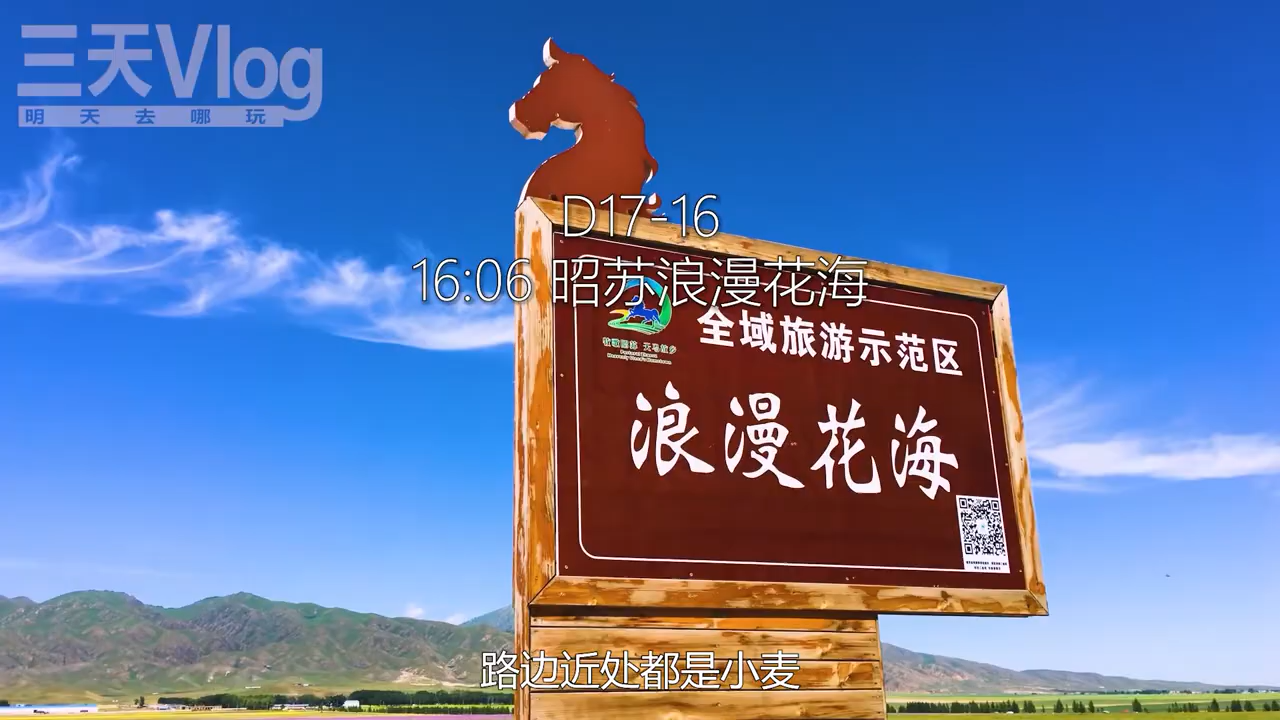 三天Vlog
明天去哪玩
D17-16
16:06 昭苏浪漫花海
全域旅游示范区
浪漫花海
路边近处都是小麦